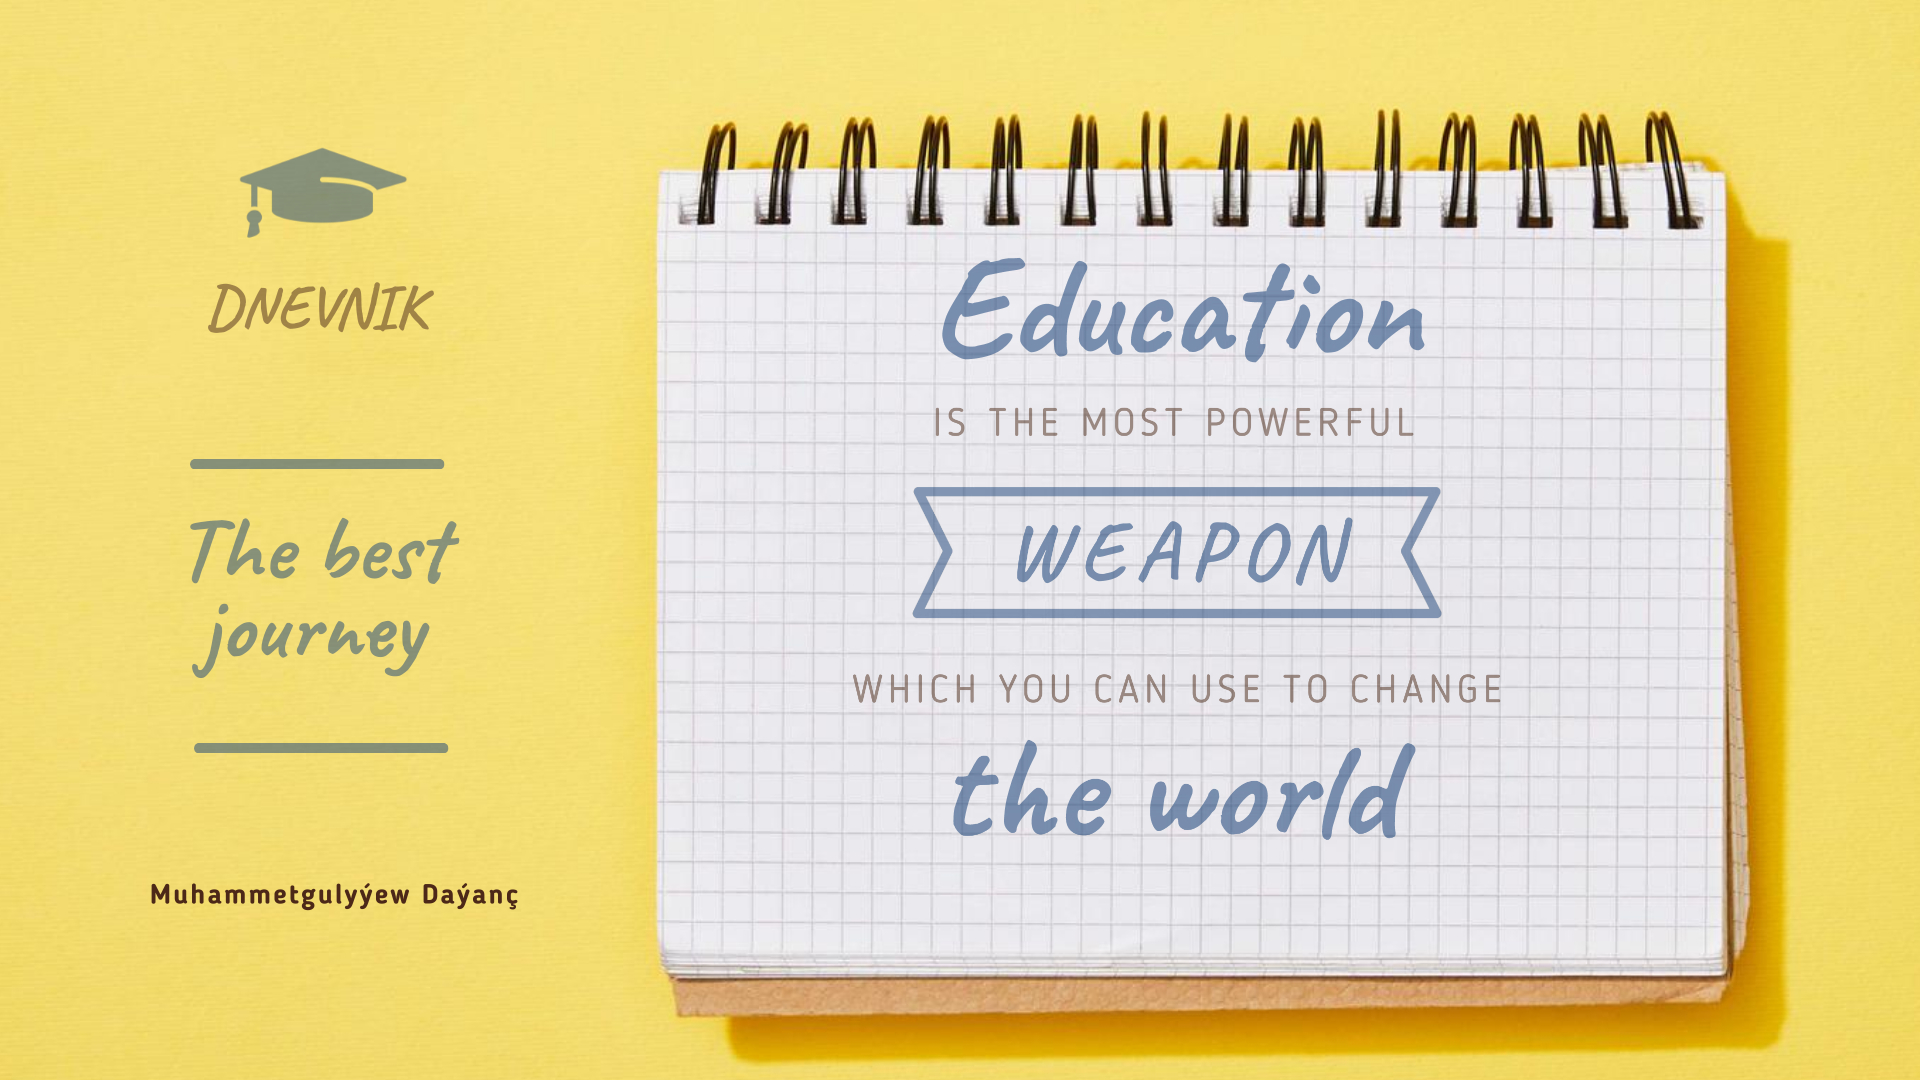 DNEVNIK
The best
journey
Muhammetgulyýew Daýanç
Education
IS THE MOST POWERFUL
WEAPON
WHICH YOU CAN USE TO CHANGE
the world